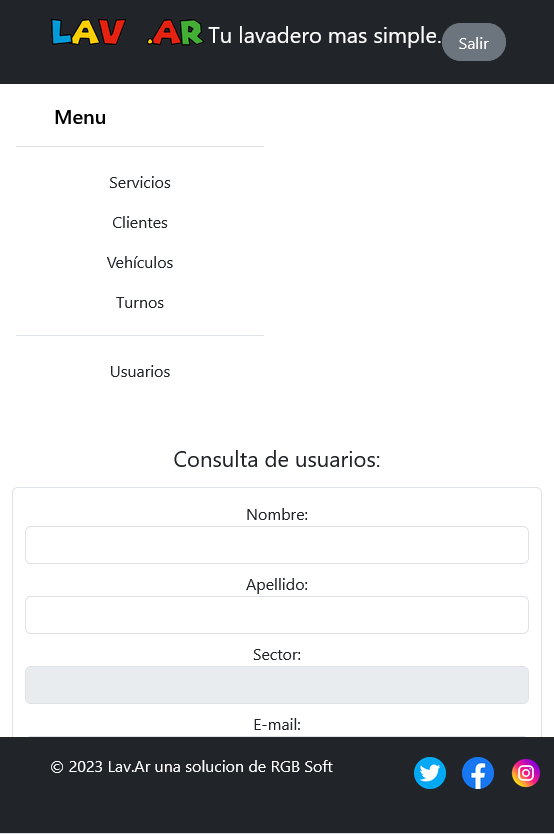 LAV .AR Tu lavadero mas simple.
Salir
Menu
Servicios
Clientes
Vehículos
Turnos
Usuarios
Consulta de usuarios:
Nombre:
Apellido:
Sector:
E-mail:
© 2023 Lav.Ar una solucion de RGB Soft